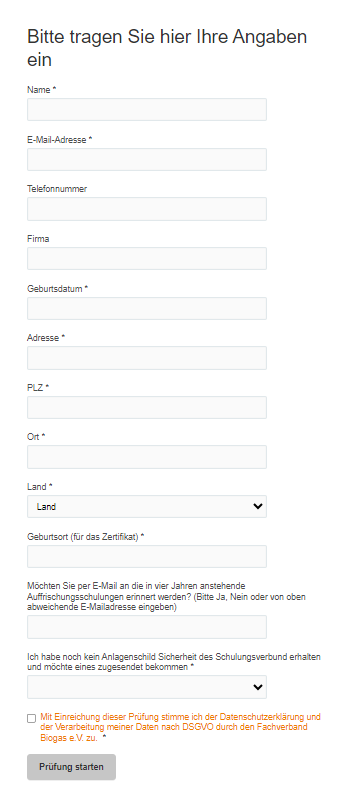 Bitte tragen Sie hier Ihre Angaben
ein
Name *
E-Mail-Adresse *
Telefonnummer
Firma
Geburtsdatum *
Adresse *
PLZ *
Ort *
Land *
Land
Geburtsort (für das Zertifikat) *
Möchten Sie per E-Mail an die in vier Jahren anstehende
Auffrischungsschulungen erinnert werden? (Bitte Ja, Nein oder von oben
abweichende E-Mailadresse eingeben)
Ich habe noch kein Anlagenschild Sicherheit des Schulungsverbund erhalten
und möchte eines zugesendet bekommen *
Mit Einreichung dieser Prüfung stimme ich der Datenschutzerklärung und
der Verarbeitung meiner Daten nach DSGVO durch den Fachverband
Biogas e.V. zu. *
Prüfung starten